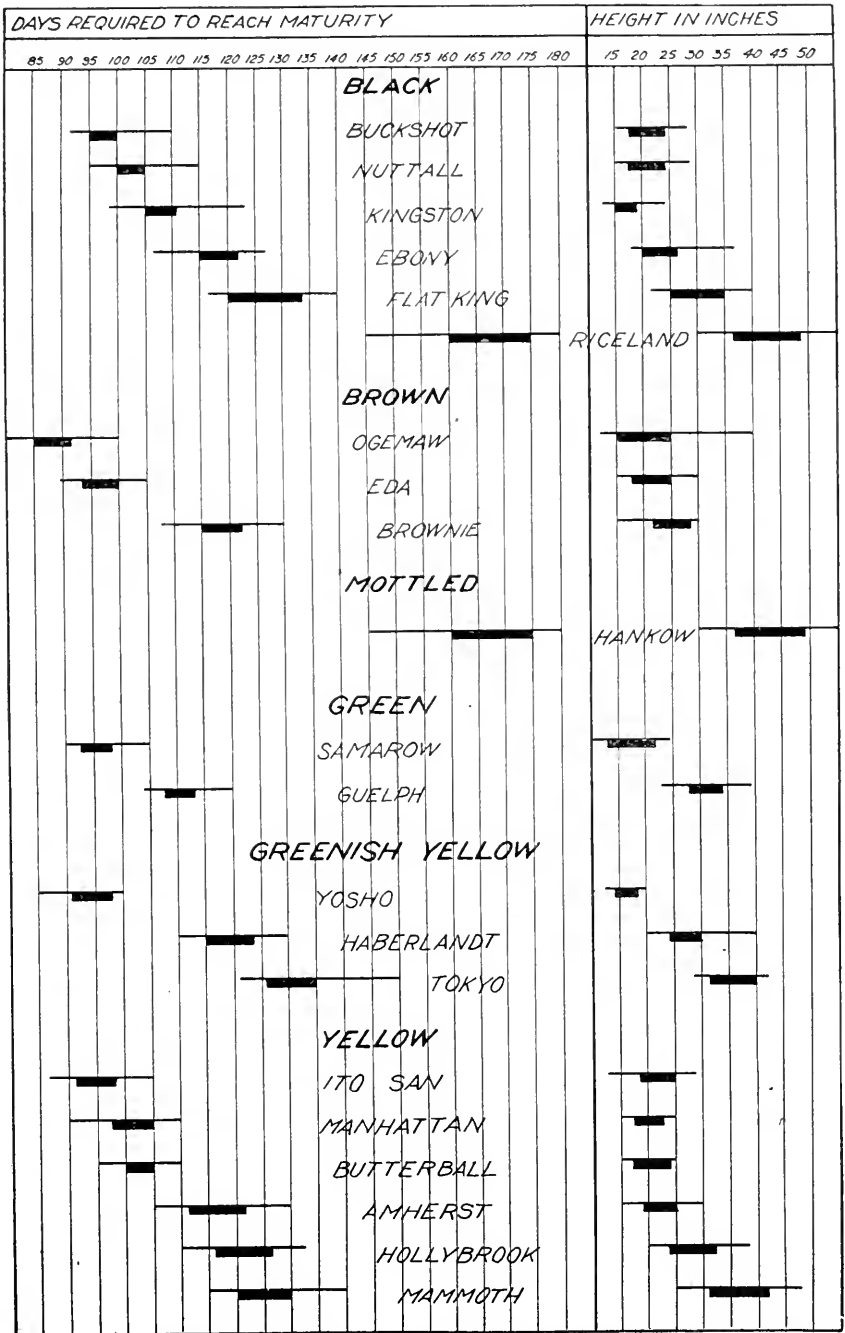 DAYS REQUIRED TO REACH MATURITY HEIGHT IN INCHES
85 90 95 100 105 110 115 120 125 130 135 140 145 150 155 160 165 170 175 180 15 20 25 30 35 40 45 50
BLACK
BUCKSHOT
NUTTALL
KINGSTON
EBONY
FLAT KING
RICELAND
BROWN
OGEMAW
EDA
BROWNIE
MOTTLED
HANKOW
GREEN
SAMAROW
GUELPH
GREENISH YELLOW
YOSHO
HABERLANDT
TOKYO
YELLOW
ITO SAN
MANHATTAN
BUTTERBALL
AMHERST
HOLLYBROOK
MAMMOTH